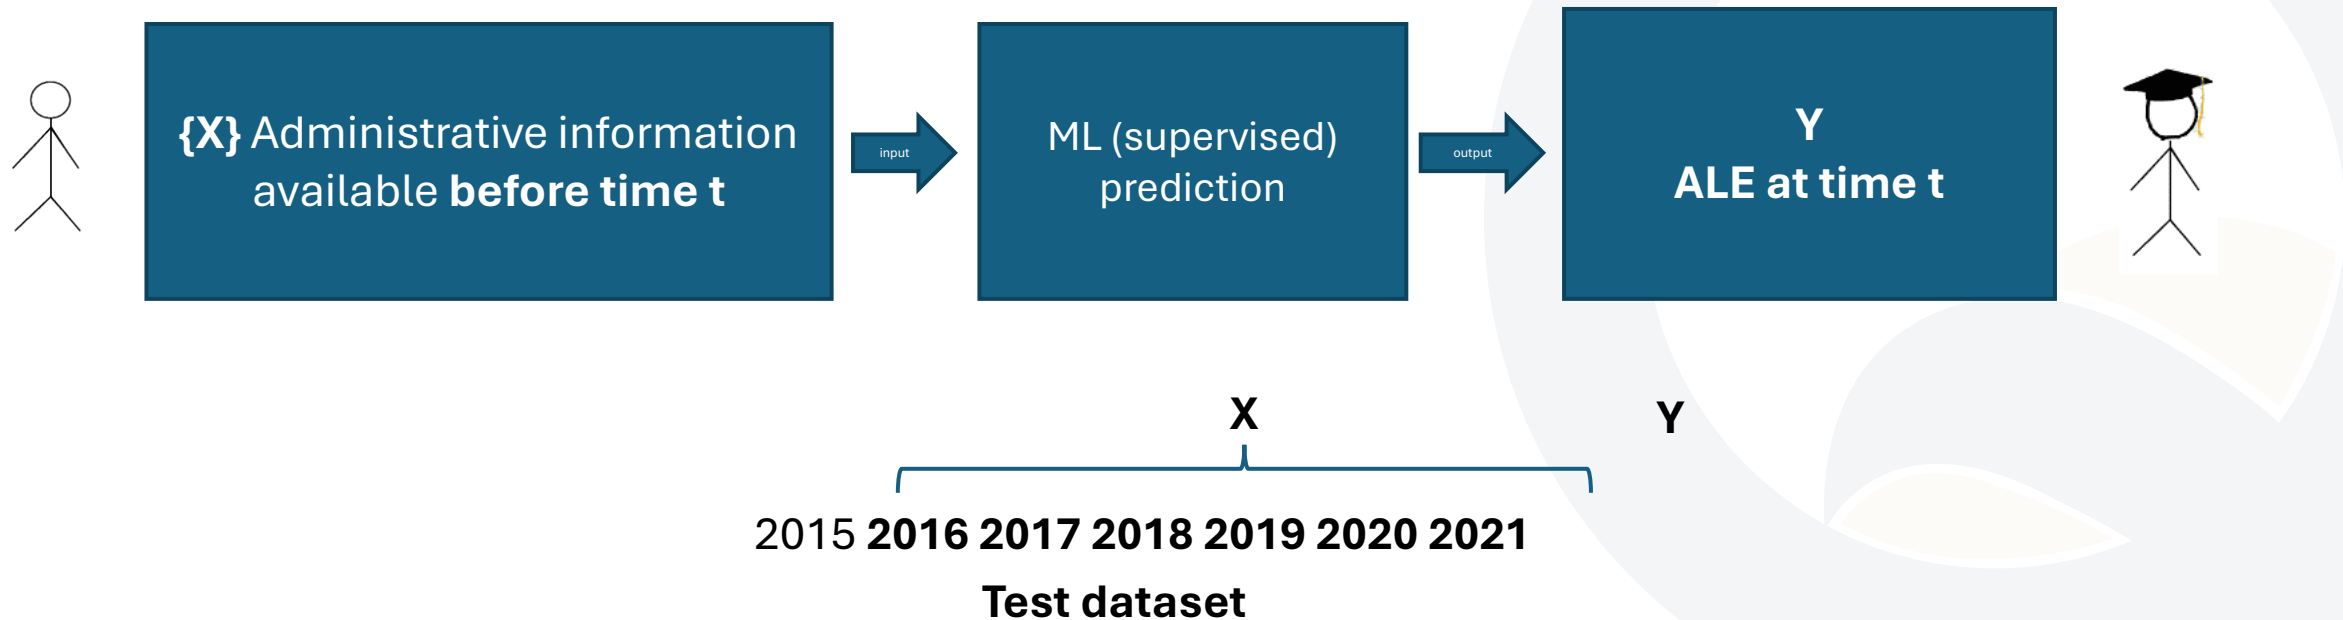 {X} Administrative information
available before time t
input
ML (supervised)
prediction
output
Y
ALE at time t
X
Y
2015 2016 2017 2018 2019 2020 2021
Test dataset